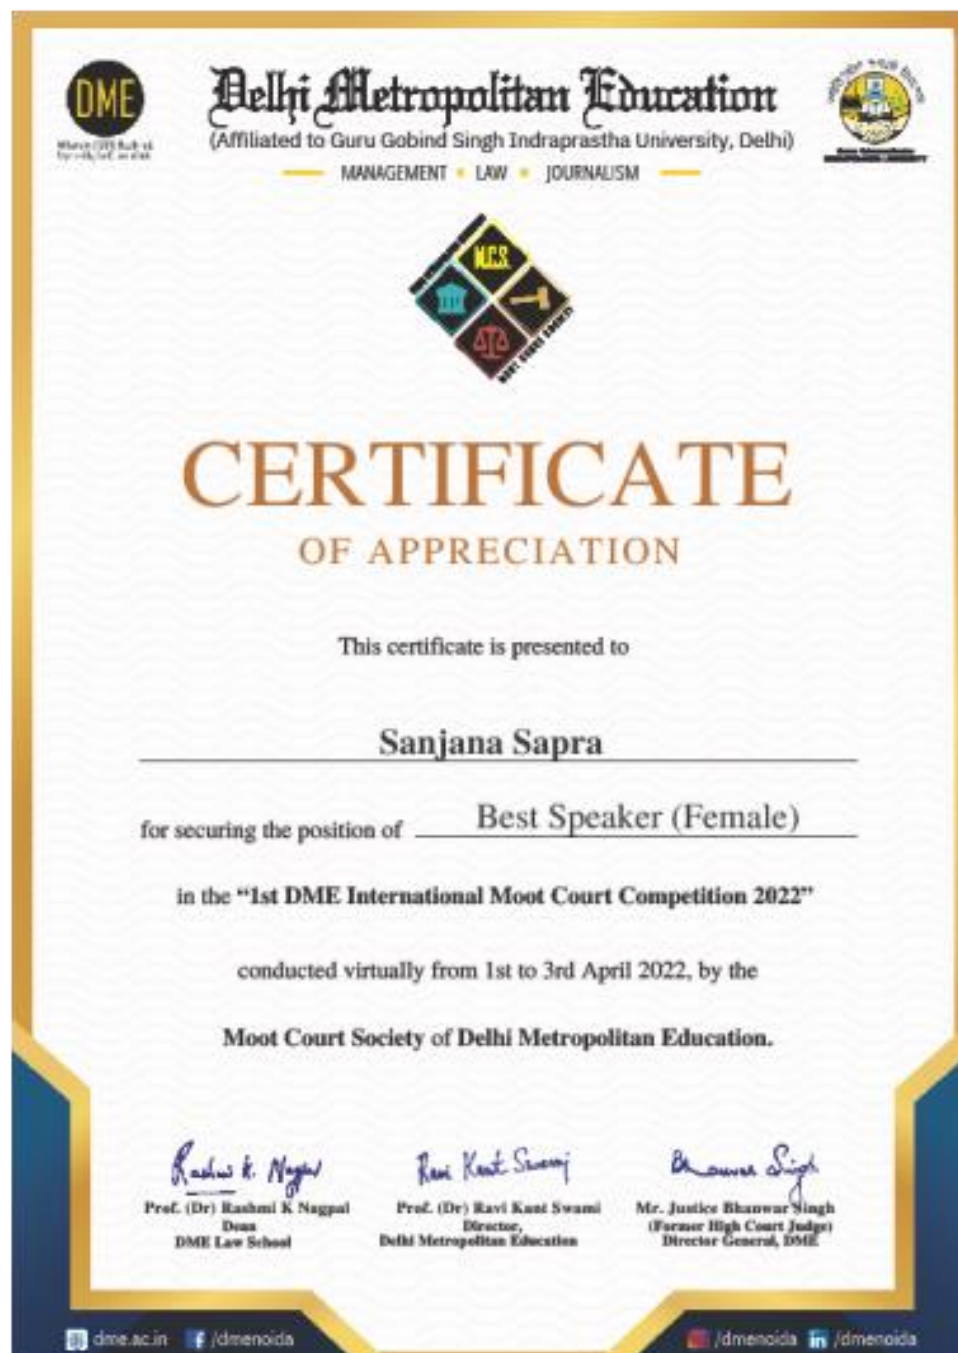 DME
Delhi Metropolitan Education
(Affiliated to Guru Gobind Singh Indraprastha University, Delhi)
MANAGEMENT • LAW • JOURNALISM
M.C.S.
MOOT COURT SOCIETY
CERTIFICATE
OF APPRECIATION
This certificate is presented to
Sanjana Sapra
for securing the position of Best Speaker (Female)
in the “1st DME International Moot Court Competition 2022”
conducted virtually from 1st to 3rd April 2022, by the
Moot Court Society of Delhi Metropolitan Education.
Rashmi K. Nagpal
Ravi Kant Swami
Bhanwar Singh
Prof. (Dr) Rashmi K Nagpal
Dean
DME Law School
Prof. (Dr) Ravi Kant Swami
Director,
Delhi Metropolitan Education
Mr. Justice Bhanwar Singh
(Former High Court Judge)
Director General, DME
dme.ac.in
/dmenoida
/dmenoida
/dmenoida